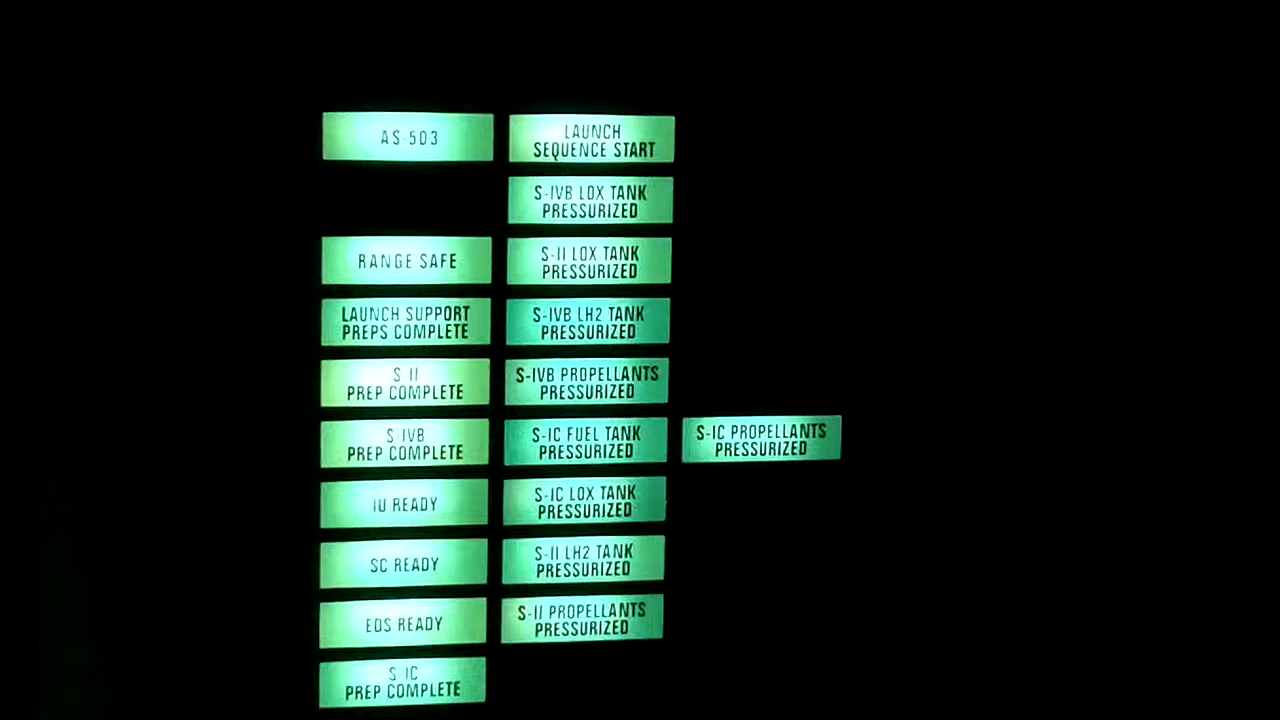 AS-503
RANGE SAFE
LAUNCH SUPPORT
PREPS COMPLETE
S-II
PREP COMPLETE
S-IVB
PREP COMPLETE
IU READY
SC READY
EDS READY
S-IC
PREP COMPLETE
LAUNCH
SEQUENCE START
S-IVB LOX TANK
PRESSURIZED
S-II LOX TANK
PRESSURIZED
S-IVB LH2 TANK
PRESSURIZED
S-IVB PROPELLANTS
PRESSURIZED
S-IC FUEL TANK
PRESSURIZED
S-IC LOX TANK
PRESSURIZED
S-II LH2 TANK
PRESSURIZED
S-II PROPELLANTS
PRESSURIZED
S-IC PROPELLANTS
PRESSURIZED